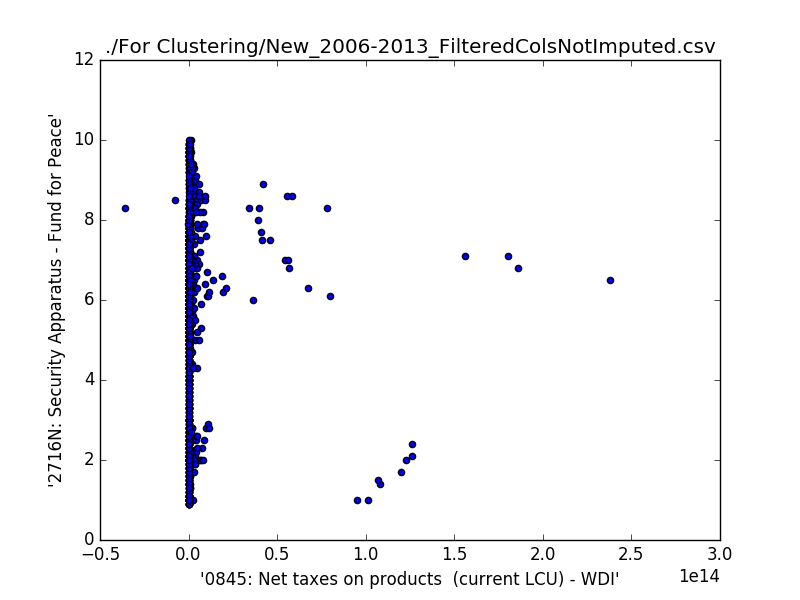 ./For Clustering/New_2006-2013_FilteredColsNotImputed.csv
12
10
8
6
4
2
0
'2716N: Security Apparatus - Fund for Peace'
−0.5 0.0 0.5 1.0 1.5 2.0 2.5 3.0
1e14
'0845: Net taxes on products  (current LCU) - WDI'